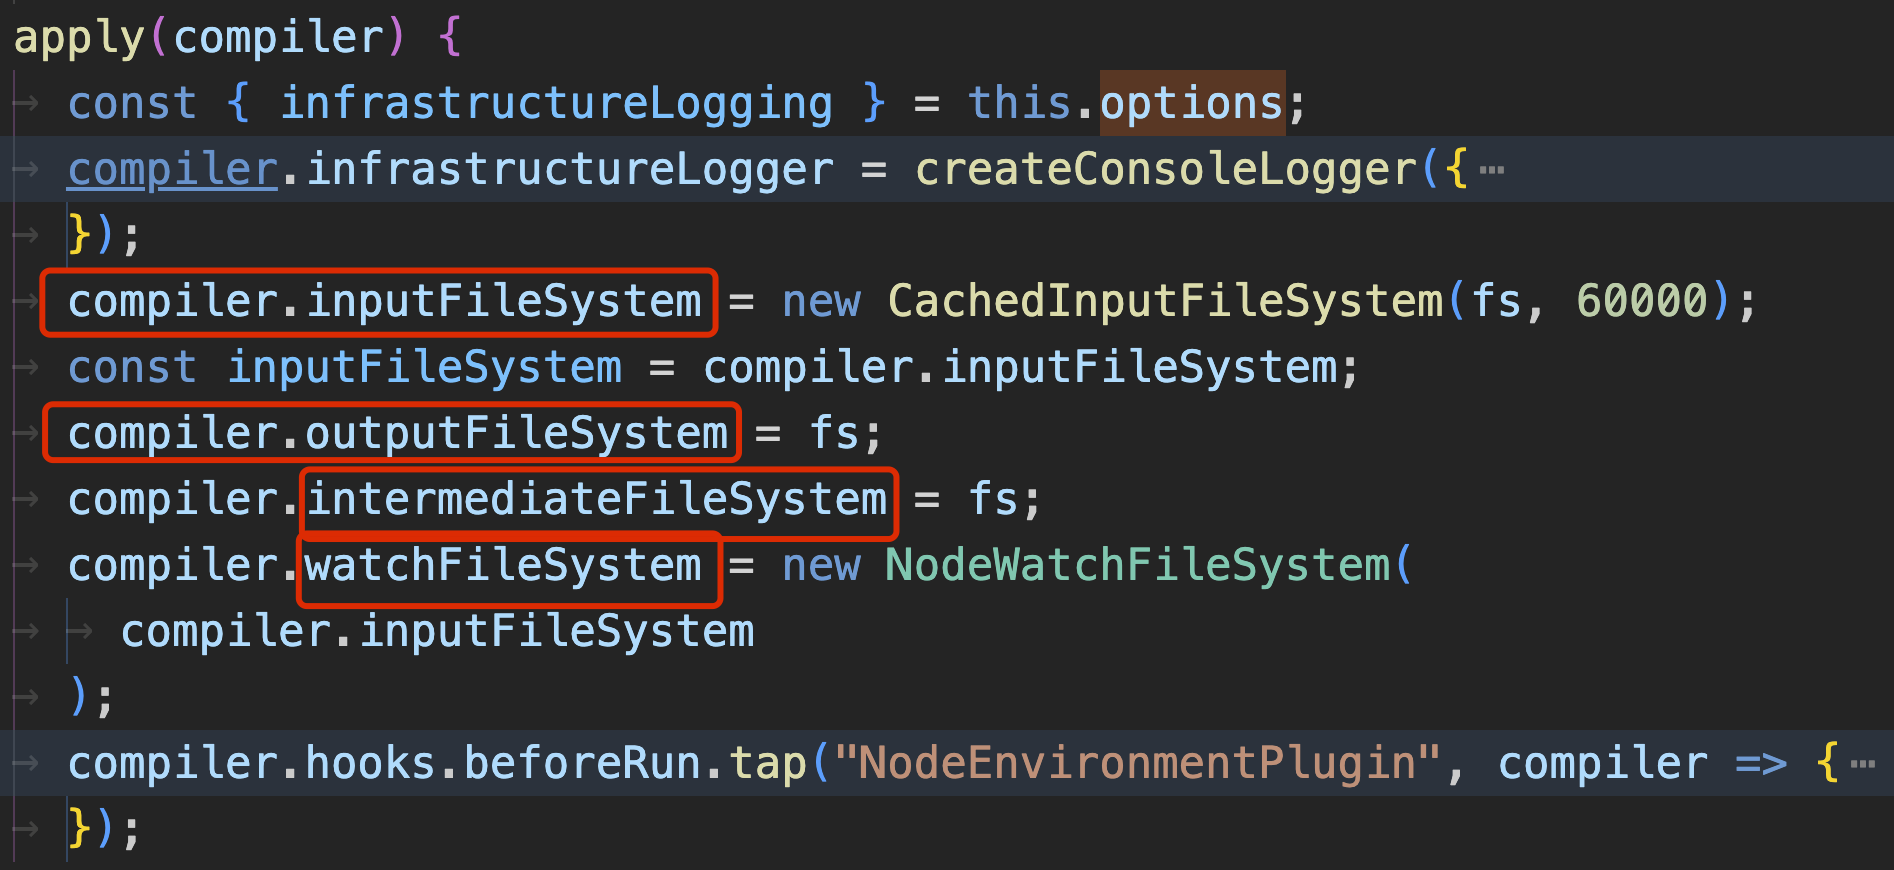 apply(compiler) {
const { infrastructureLogging } = this.options;
compiler.infrastructureLogger = createConsoleLogger({⋯
});
compiler.inputFileSystem = new CachedInputFileSystem(fs, 60000);
const inputFileSystem = compiler.inputFileSystem;
compiler.outputFileSystem = fs;
compiler.intermediateFileSystem = fs;
compiler.watchFileSystem = new NodeWatchFileSystem(
compiler.inputFileSystem
);
compiler.hooks.beforeRun.tap("NodeEnvironmentPlugin", compiler => {⋯
});